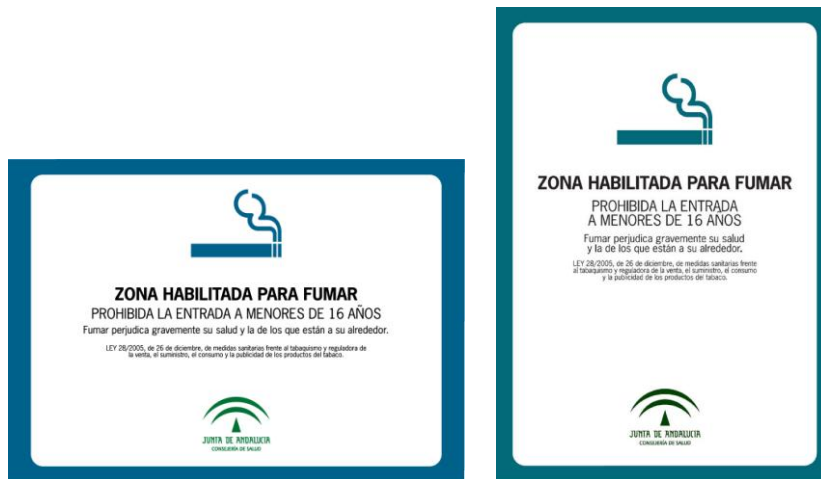 ZONA HABILITADA PARA FUMAR
PROHIBIDA LA ENTRADA A MENORES DE 16 AÑOS
Fumar perjudica gravemente su salud y la de los que están a su alrededor.
LEY 28/2005, de 26 de diciembre, de medidas sanitarias frente al tabaquismo y reguladora de
la venta, el suministro, el consumo y la publicidad de los productos del tabaco.
JUNTA DE ANDALUCIA
CONSEJERÍA DE SALUD
ZONA HABILITADA PARA FUMAR
PROHIBIDA LA ENTRADA
A MENORES DE 16 AÑOS
Fumar perjudica gravemente su salud
y la de los que están a su alrededor.
LEY 28/2005, de 26 de diciembre, de medidas sanitarias frente
al tabaquismo y reguladora de la venta, el suministro, el consumo
y la publicidad de los productos del tabaco.
JUNTA DE ANDALUCIA
CONSEJERÍA DE SALUD